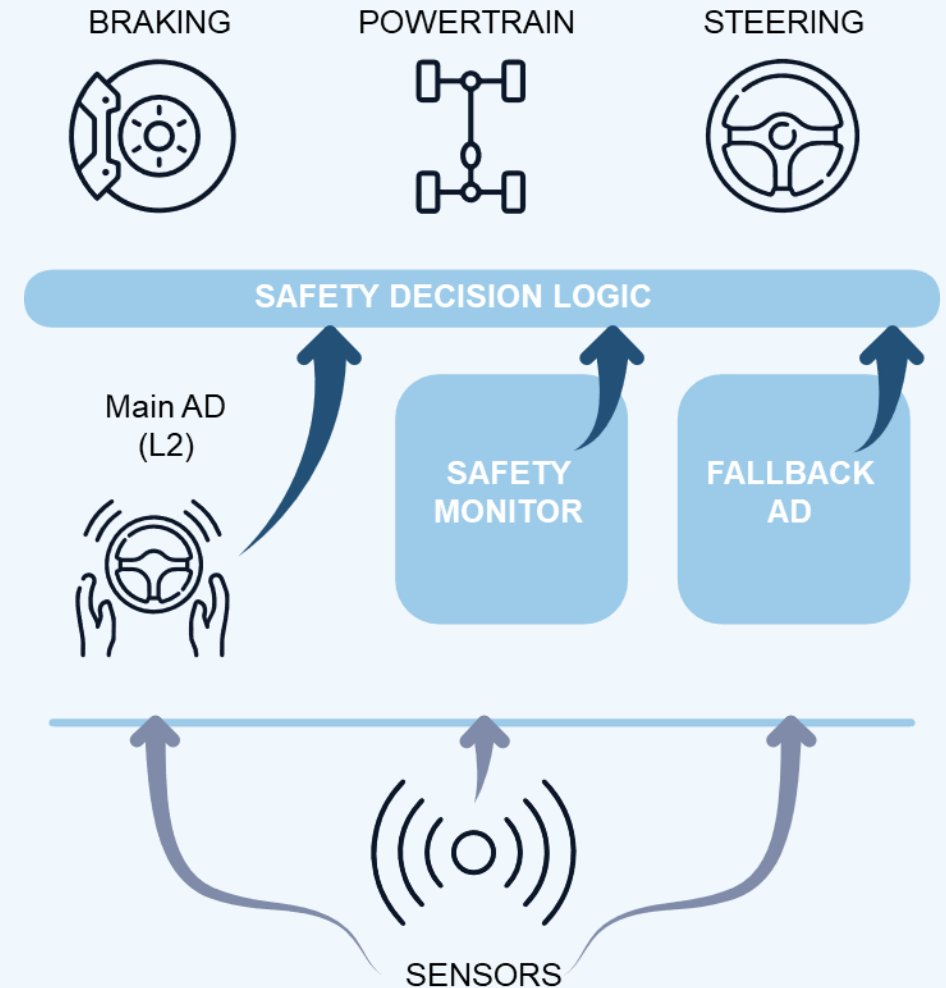 BRAKING
POWERTRAIN
STEERING
SAFETY DECISION LOGIC
Main AD
(L2)
SAFETY
MONITOR
FALLBACK
AD
SENSORS